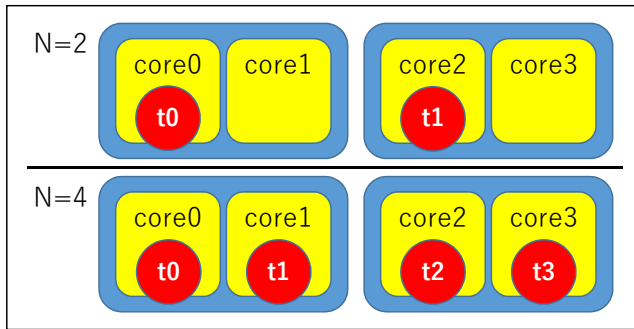 N=2
core0 core1 core2 core3
t0 t1
N=4
core0 core1 core2 core3
t0 t1 t2 t3